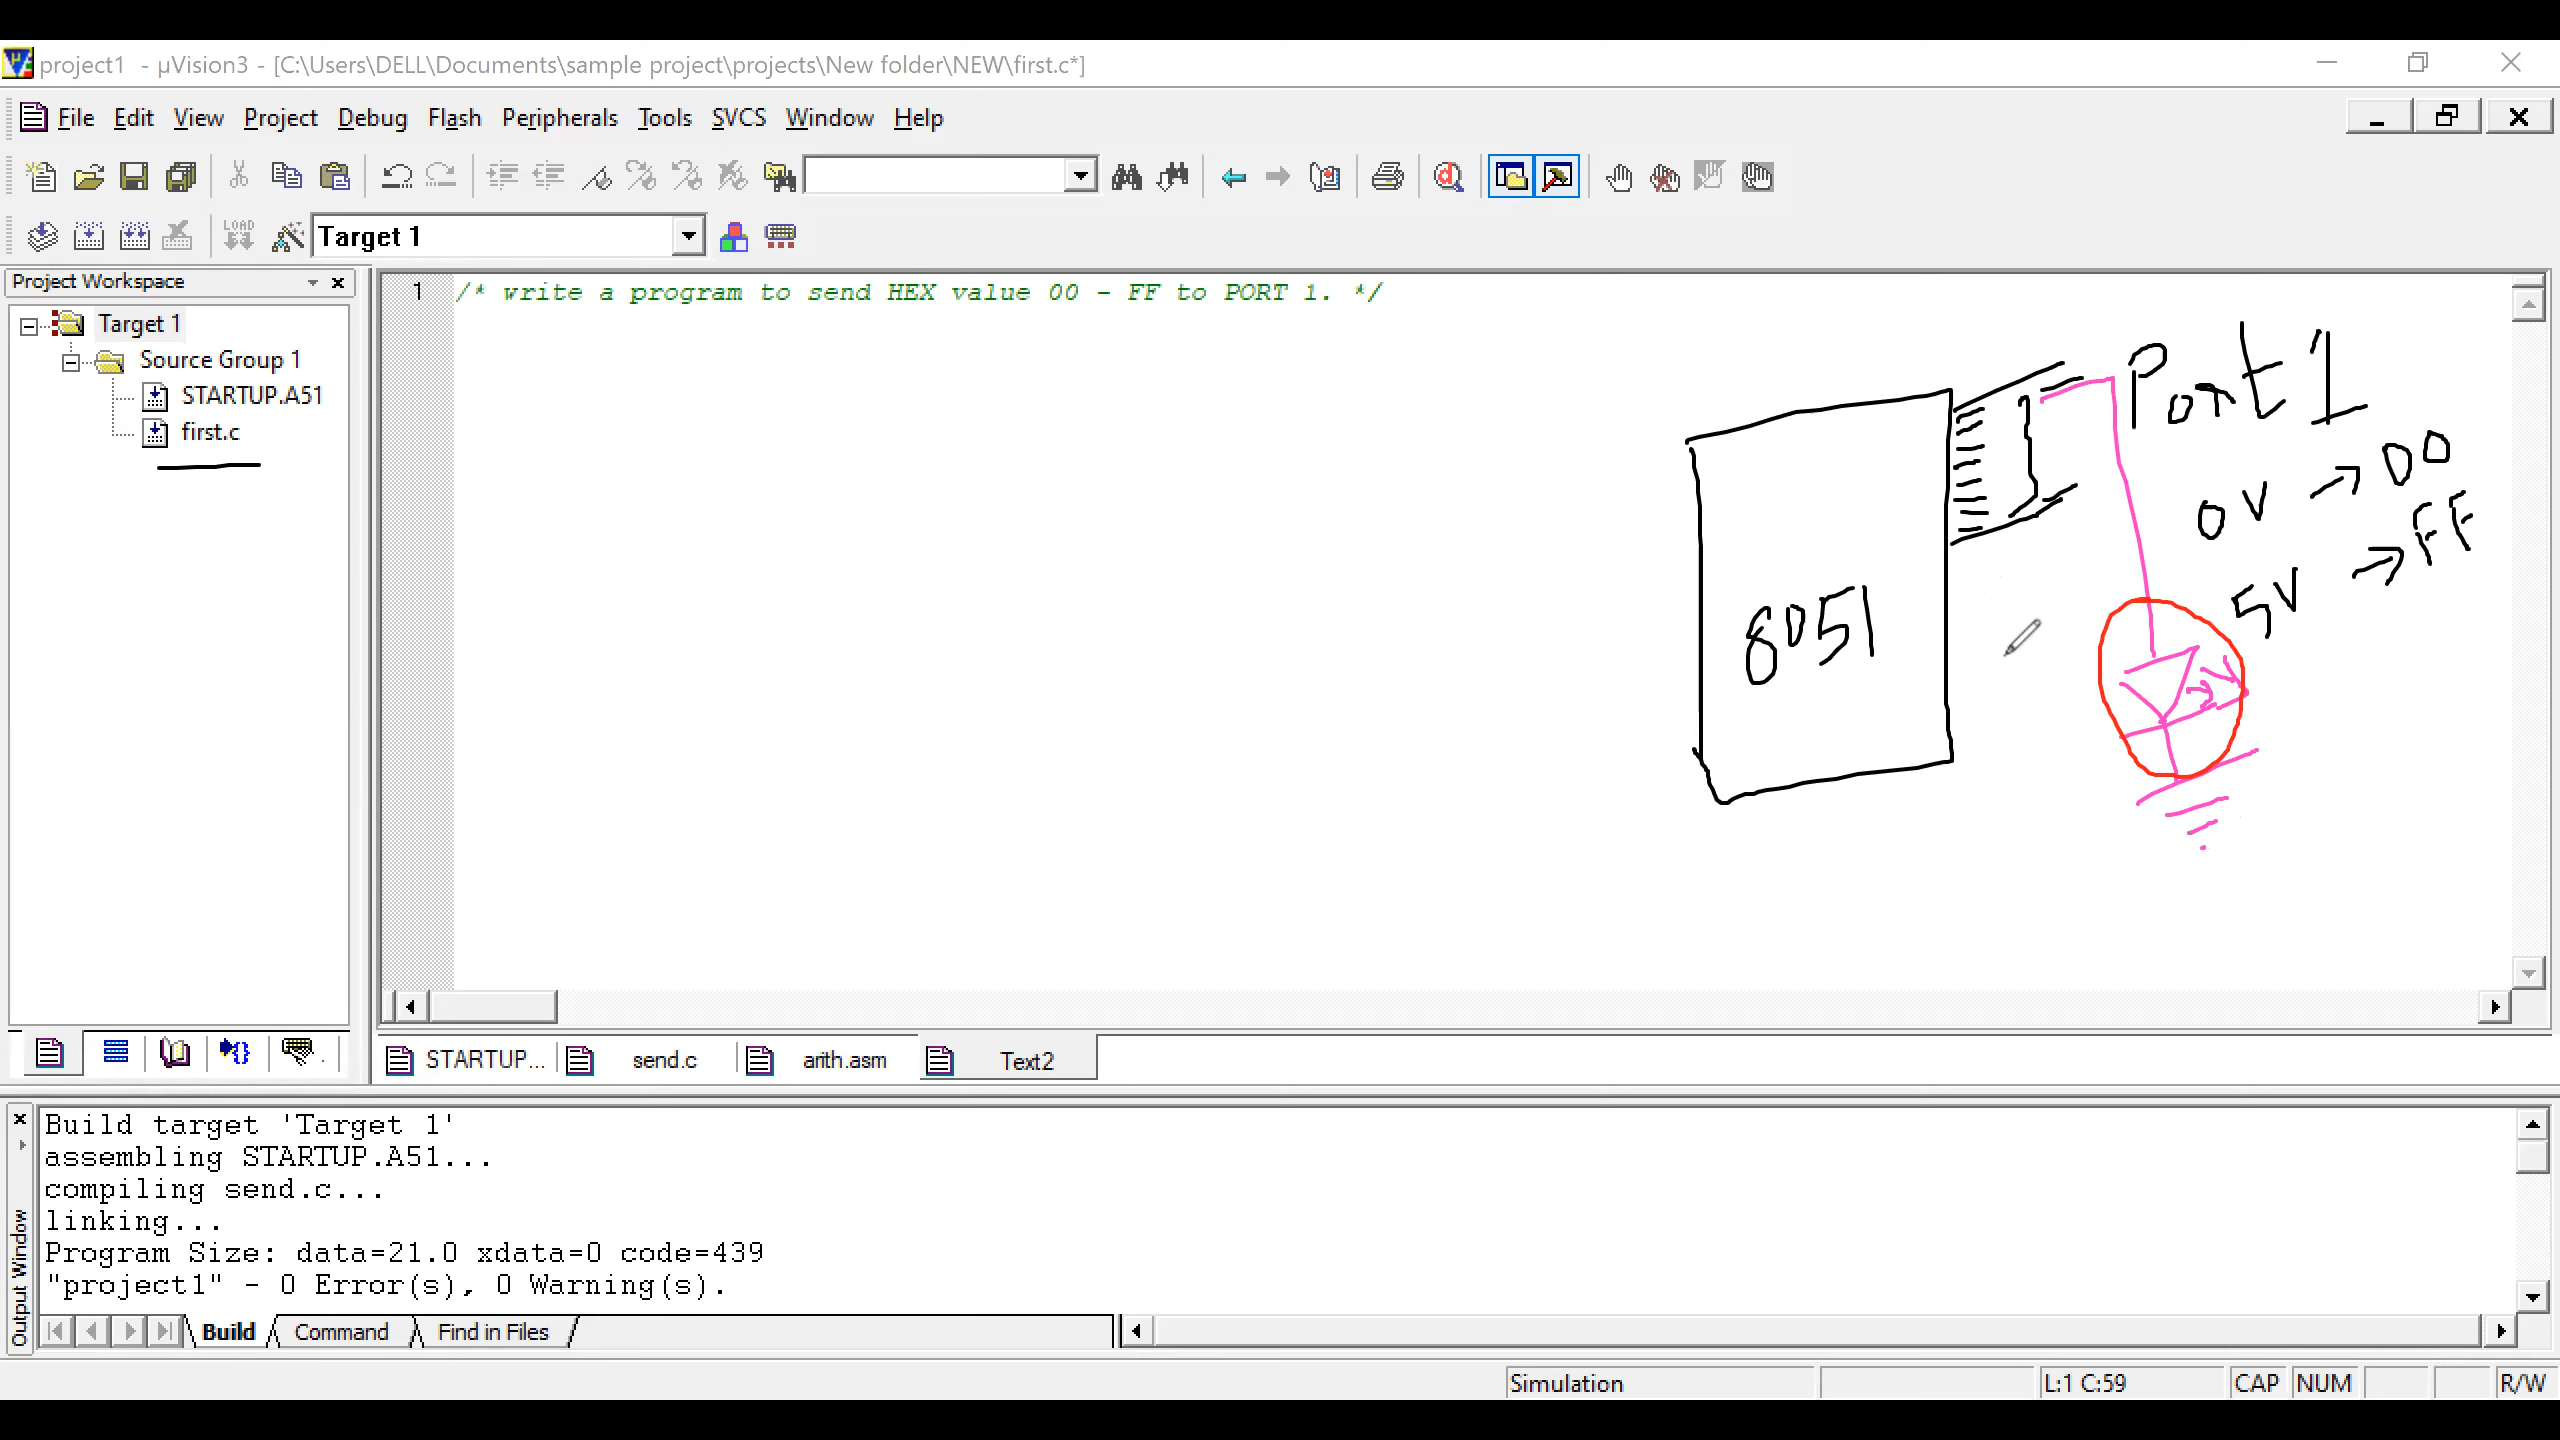 project1 - µVision3 - [C:\Users\DELL\Documents\sample project\projects\New folder\NEW\first.c*]
File Edit View Project Debug Flash Peripherals Tools SVCS Window Help
LOAD
Target 1
Project Workspace
Target 1
Source Group 1
STARTUP.A51
first.c
1 /* write a program to send HEX value 00 - FF to PORT 1. */
Port 1
0V → 00
5V → FF
8051
STARTUP... send.c arith.asm Text2
Output Window
Build target 'Target 1'
assembling STARTUP.A51...
compiling send.c...
linking...
Program Size: data=21.0 xdata=0 code=439
"project1" - 0 Error(s), 0 Warning(s).
Build Command Find in Files
Simulation L:1 C:59 CAP NUM R/W